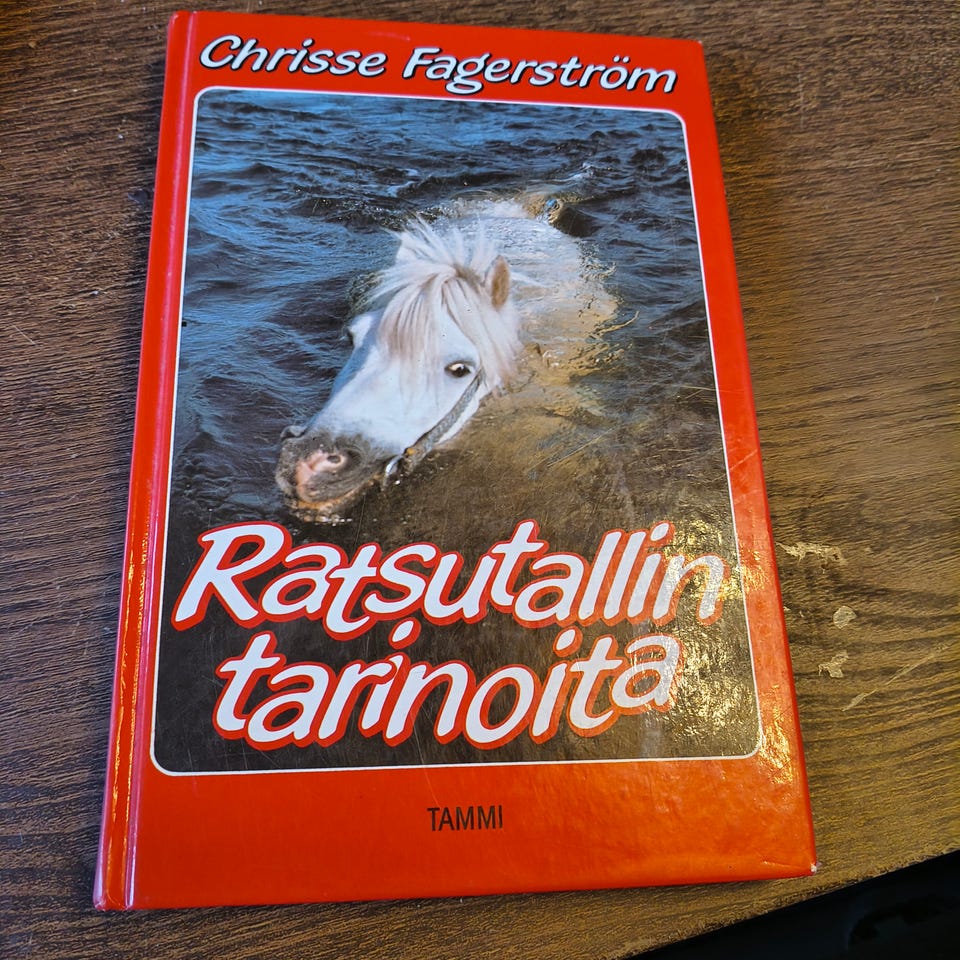 Chrisse Fagerström
Ratsutallin
tarinoita
TAMMI